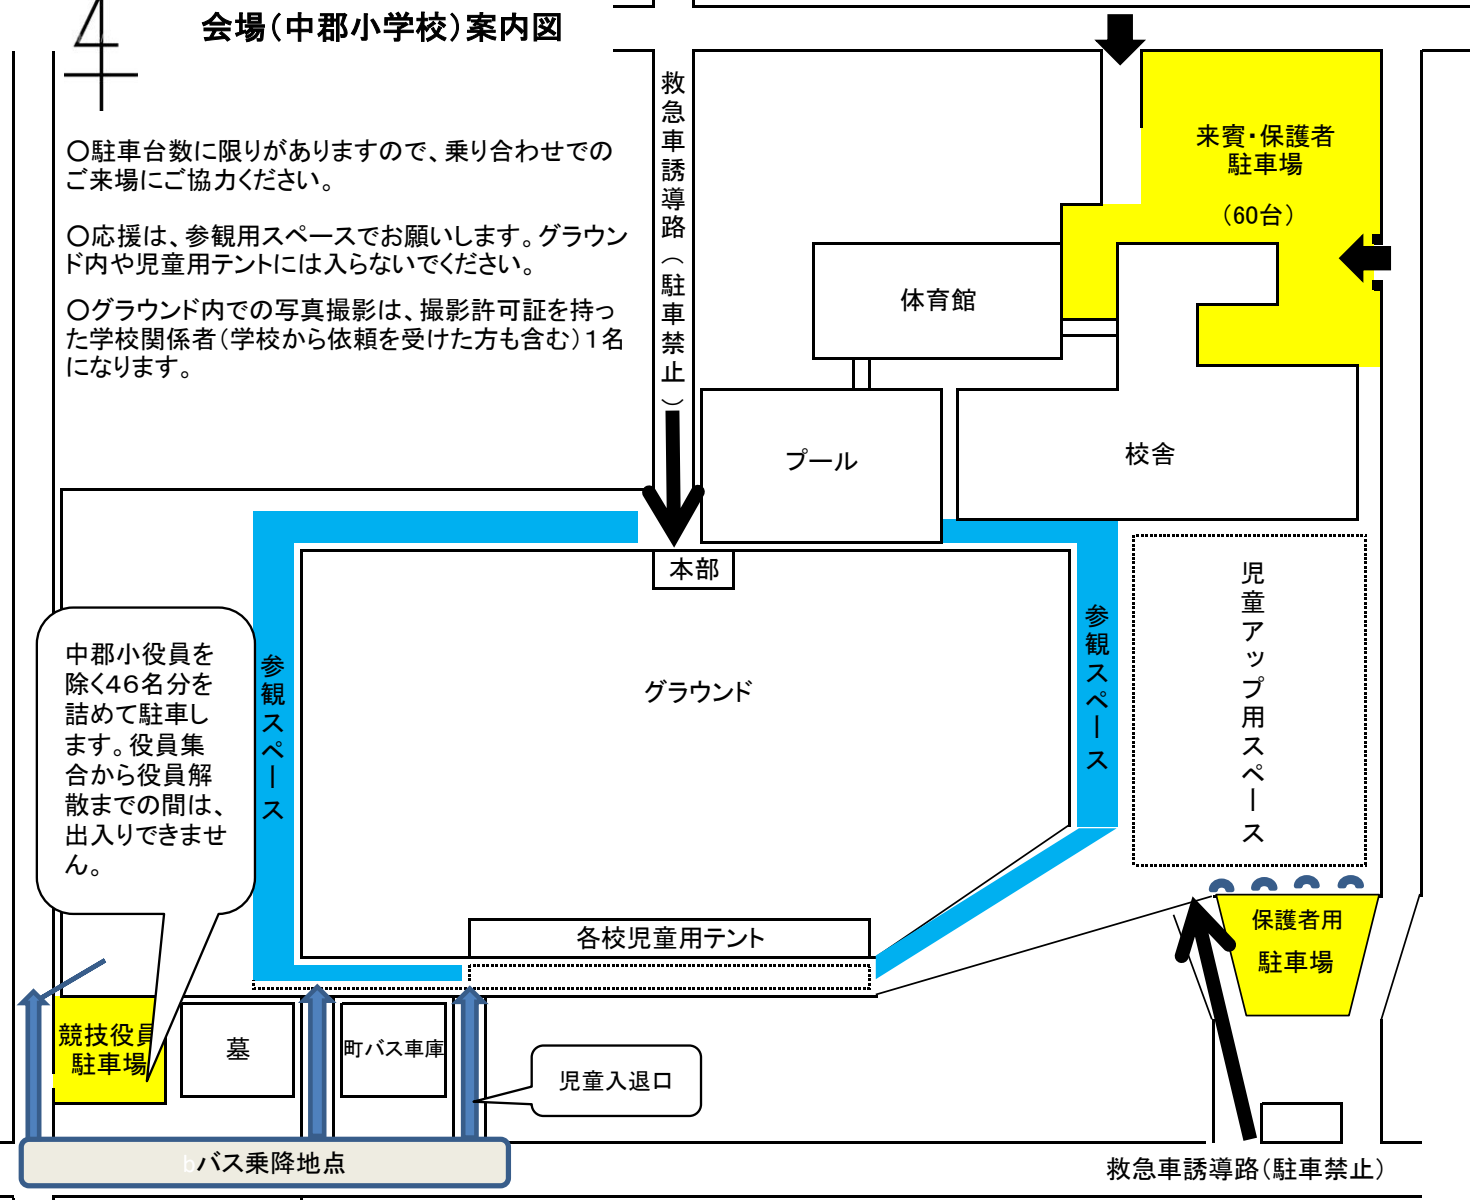 会場（中郡小学校）案内図
〇駐車台数に限りがありますので、乗り合わせでの
ご来場にご協力ください。
〇応援は、参観用スペースでお願いします。グラウン
ド内や児童用テントには入らないでください。
〇グラウンド内での写真撮影は、撮影許可証を持っ
た学校関係者（学校から依頼を受けた方も含む）１名
になります。
救急車誘導路（駐車禁止）
来賓・保護者
駐車場
（60台）
体育館
プール
校舎
本部
グラウンド
参観スペース
参観スペース
児童アップ用スペース
中郡小役員を
除く４６名分を
詰めて駐車し
ます。役員集
合から役員解
散までの間は、
出入りできませ
ん。
各校児童用テント
保護者用
駐車場
競技役員
駐車場
墓
町バス車庫
児童入退口
bバス乗降地点
救急車誘導路（駐車禁止）